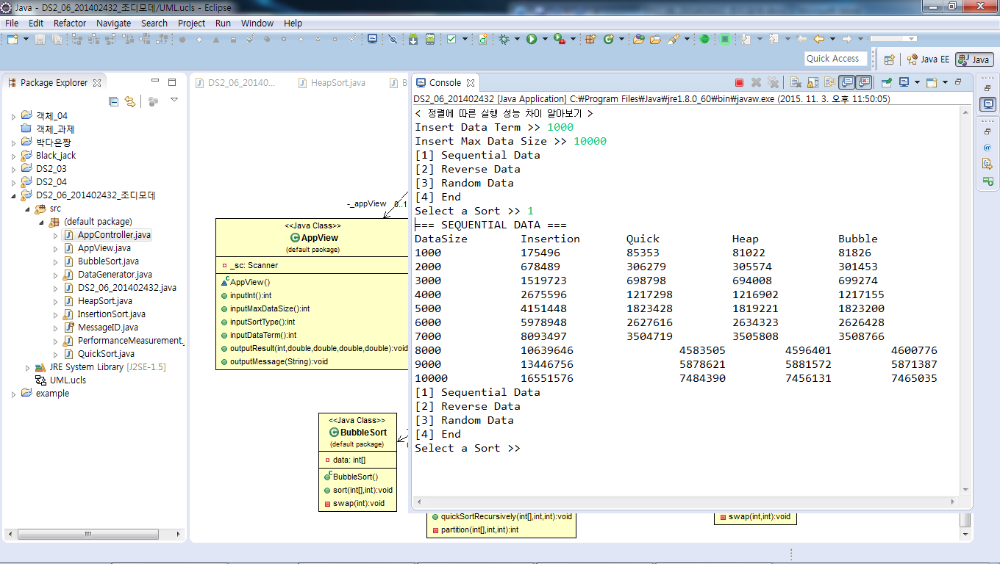 Java - DS2_06_201402432_조디모데/UML.ucls - Eclipse
File Edit Refactor Navigate Search Project Run Window Help
Quick Access
Java EE
Java
Package Explorer
객체_04
객체_과제
박다은짱
Black_jack
DS2_03
DS2_04
DS2_06_201402432_조디모데
src
(default package)
AppController.java
AppView.java
BubbleSort.java
DataGenerator.java
DS2_06_201402432.java
HeapSort.java
InsertionSort.java
MessageID.java
PerformanceMeasurement.
QuickSort.java
JRE System Library [J2SE-1.5]
UML.ucls
example
DS2_06_20140...
HeapSort.java
B
-_appView 0..1
<<Java Class>>
AppView
(default package)
_sc: Scanner
AppView()
inputInt():int
inputMaxDataSize():int
inputSortType():int
inputDataTerm():int
outputResult(int,double,double,double,double):void
outputMessage(String):void
<<Java Class>>
BubbleSort
(default package)
data: int[]
BubbleSort()
sort(int[],int):void
swap(int):void
quickSortRecursively(int[],int,int):void
partition(int[],int,int):int
swap(int,int):void
Console
DS2_06_201402432 [Java Application] C:₩Program Files₩Java₩jre1.8.0_60₩bin₩javaw.exe (2015. 11. 3. 오후 11:50:05)
< 정렬에 따른 실행 성능 차이 알아보기 >
Insert Data Term >> 1000
Insert Max Data Size >> 10000
[1] Sequential Data
[2] Reverse Data
[3] Random Data
[4] End
Select a Sort >> 1
=== SEQUENTIAL DATA ===
DataSize Insertion Quick Heap Bubble
1000 175496 85353 81022 81826
2000 678489 306279 305574 301453
3000 1519723 698798 694008 699274
4000 2675596 1217298 1216902 1217155
5000 4151448 1823428 1819221 1823200
6000 5978948 2627616 2634323 2626428
7000 8093497 3504719 3505808 3508766
8000 10639646 4583505 4596401 4600776
9000 13446756 5878621 5881572 5871387
10000 16551576 7484390 7456131 7465035
[1] Sequential Data
[2] Reverse Data
[3] Random Data
[4] End
Select a Sort >>